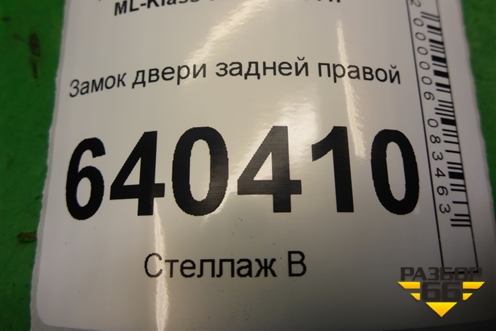 ML-Klass
Замок двери задней правой
640410
Стеллаж В
2000006083463
РАЗБОР
66